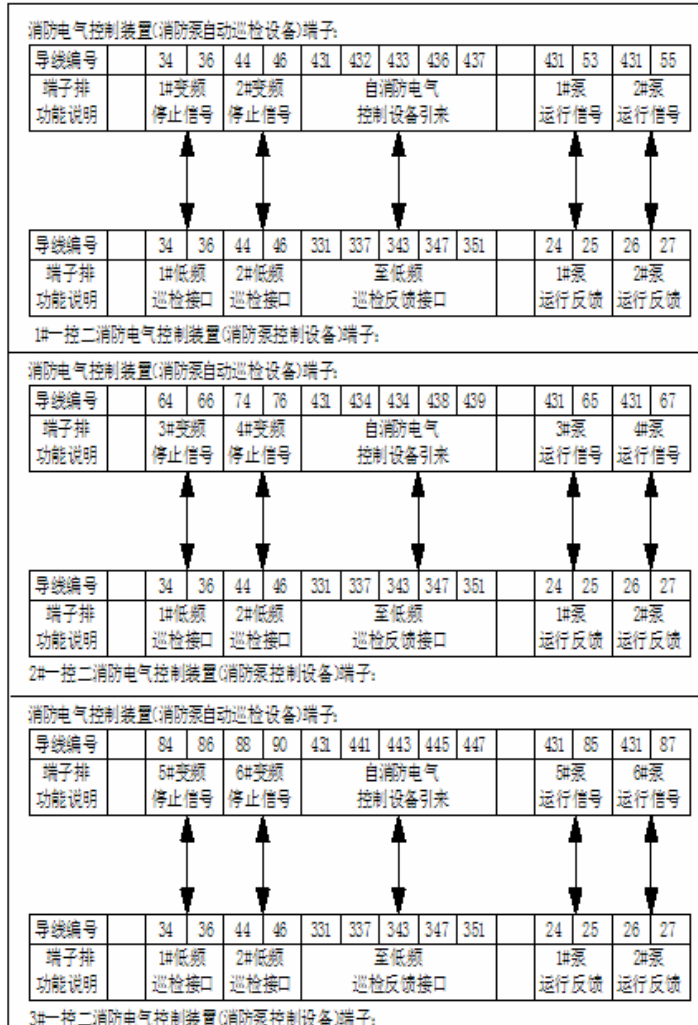 消防电气控制装置(消防泵自动巡检设备)端子:
导线编号 34 36 44 46 431 432 433 436 437 431 53 431 55
端子排 1#变频 2#变频 自消防电气 1#泵 2#泵
功能说明 停止信号 停止信号 控制设备引来 运行信号 运行信号
导线编号 34 36 44 46 331 337 343 347 351 24 25 26 27
端子排 1#低频 2#低频 至低频 1#泵 2#泵
功能说明 巡检接口 巡检接口 巡检反馈接口 运行反馈 运行反馈
1#一控二消防电气控制装置(消防泵控制设备)端子:
消防电气控制装置(消防泵自动巡检设备)端子:
导线编号 64 66 74 76 431 434 434 438 439 431 65 431 67
端子排 3#变频 4#变频 自消防电气 3#泵 4#泵
功能说明 停止信号 停止信号 控制设备引来 运行信号 运行信号
导线编号 34 36 44 46 331 337 343 347 351 24 25 26 27
端子排 1#低频 2#低频 至低频 1#泵 2#泵
功能说明 巡检接口 巡检接口 巡检反馈接口 运行反馈 运行反馈
2#一控二消防电气控制装置(消防泵控制设备)端子:
消防电气控制装置(消防泵自动巡检设备)端子:
导线编号 84 86 88 90 431 441 443 445 447 431 85 431 87
端子排 5#变频 6#变频 自消防电气 5#泵 6#泵
功能说明 停止信号 停止信号 控制设备引来 运行信号 运行信号
导线编号 34 36 44 46 331 337 343 347 351 24 25 26 27
端子排 1#低频 2#低频 至低频 1#泵 2#泵
功能说明 巡检接口 巡检接口 巡检反馈接口 运行反馈 运行反馈
3#一控二消防电气控制装置(消防泵控制设备)端子: